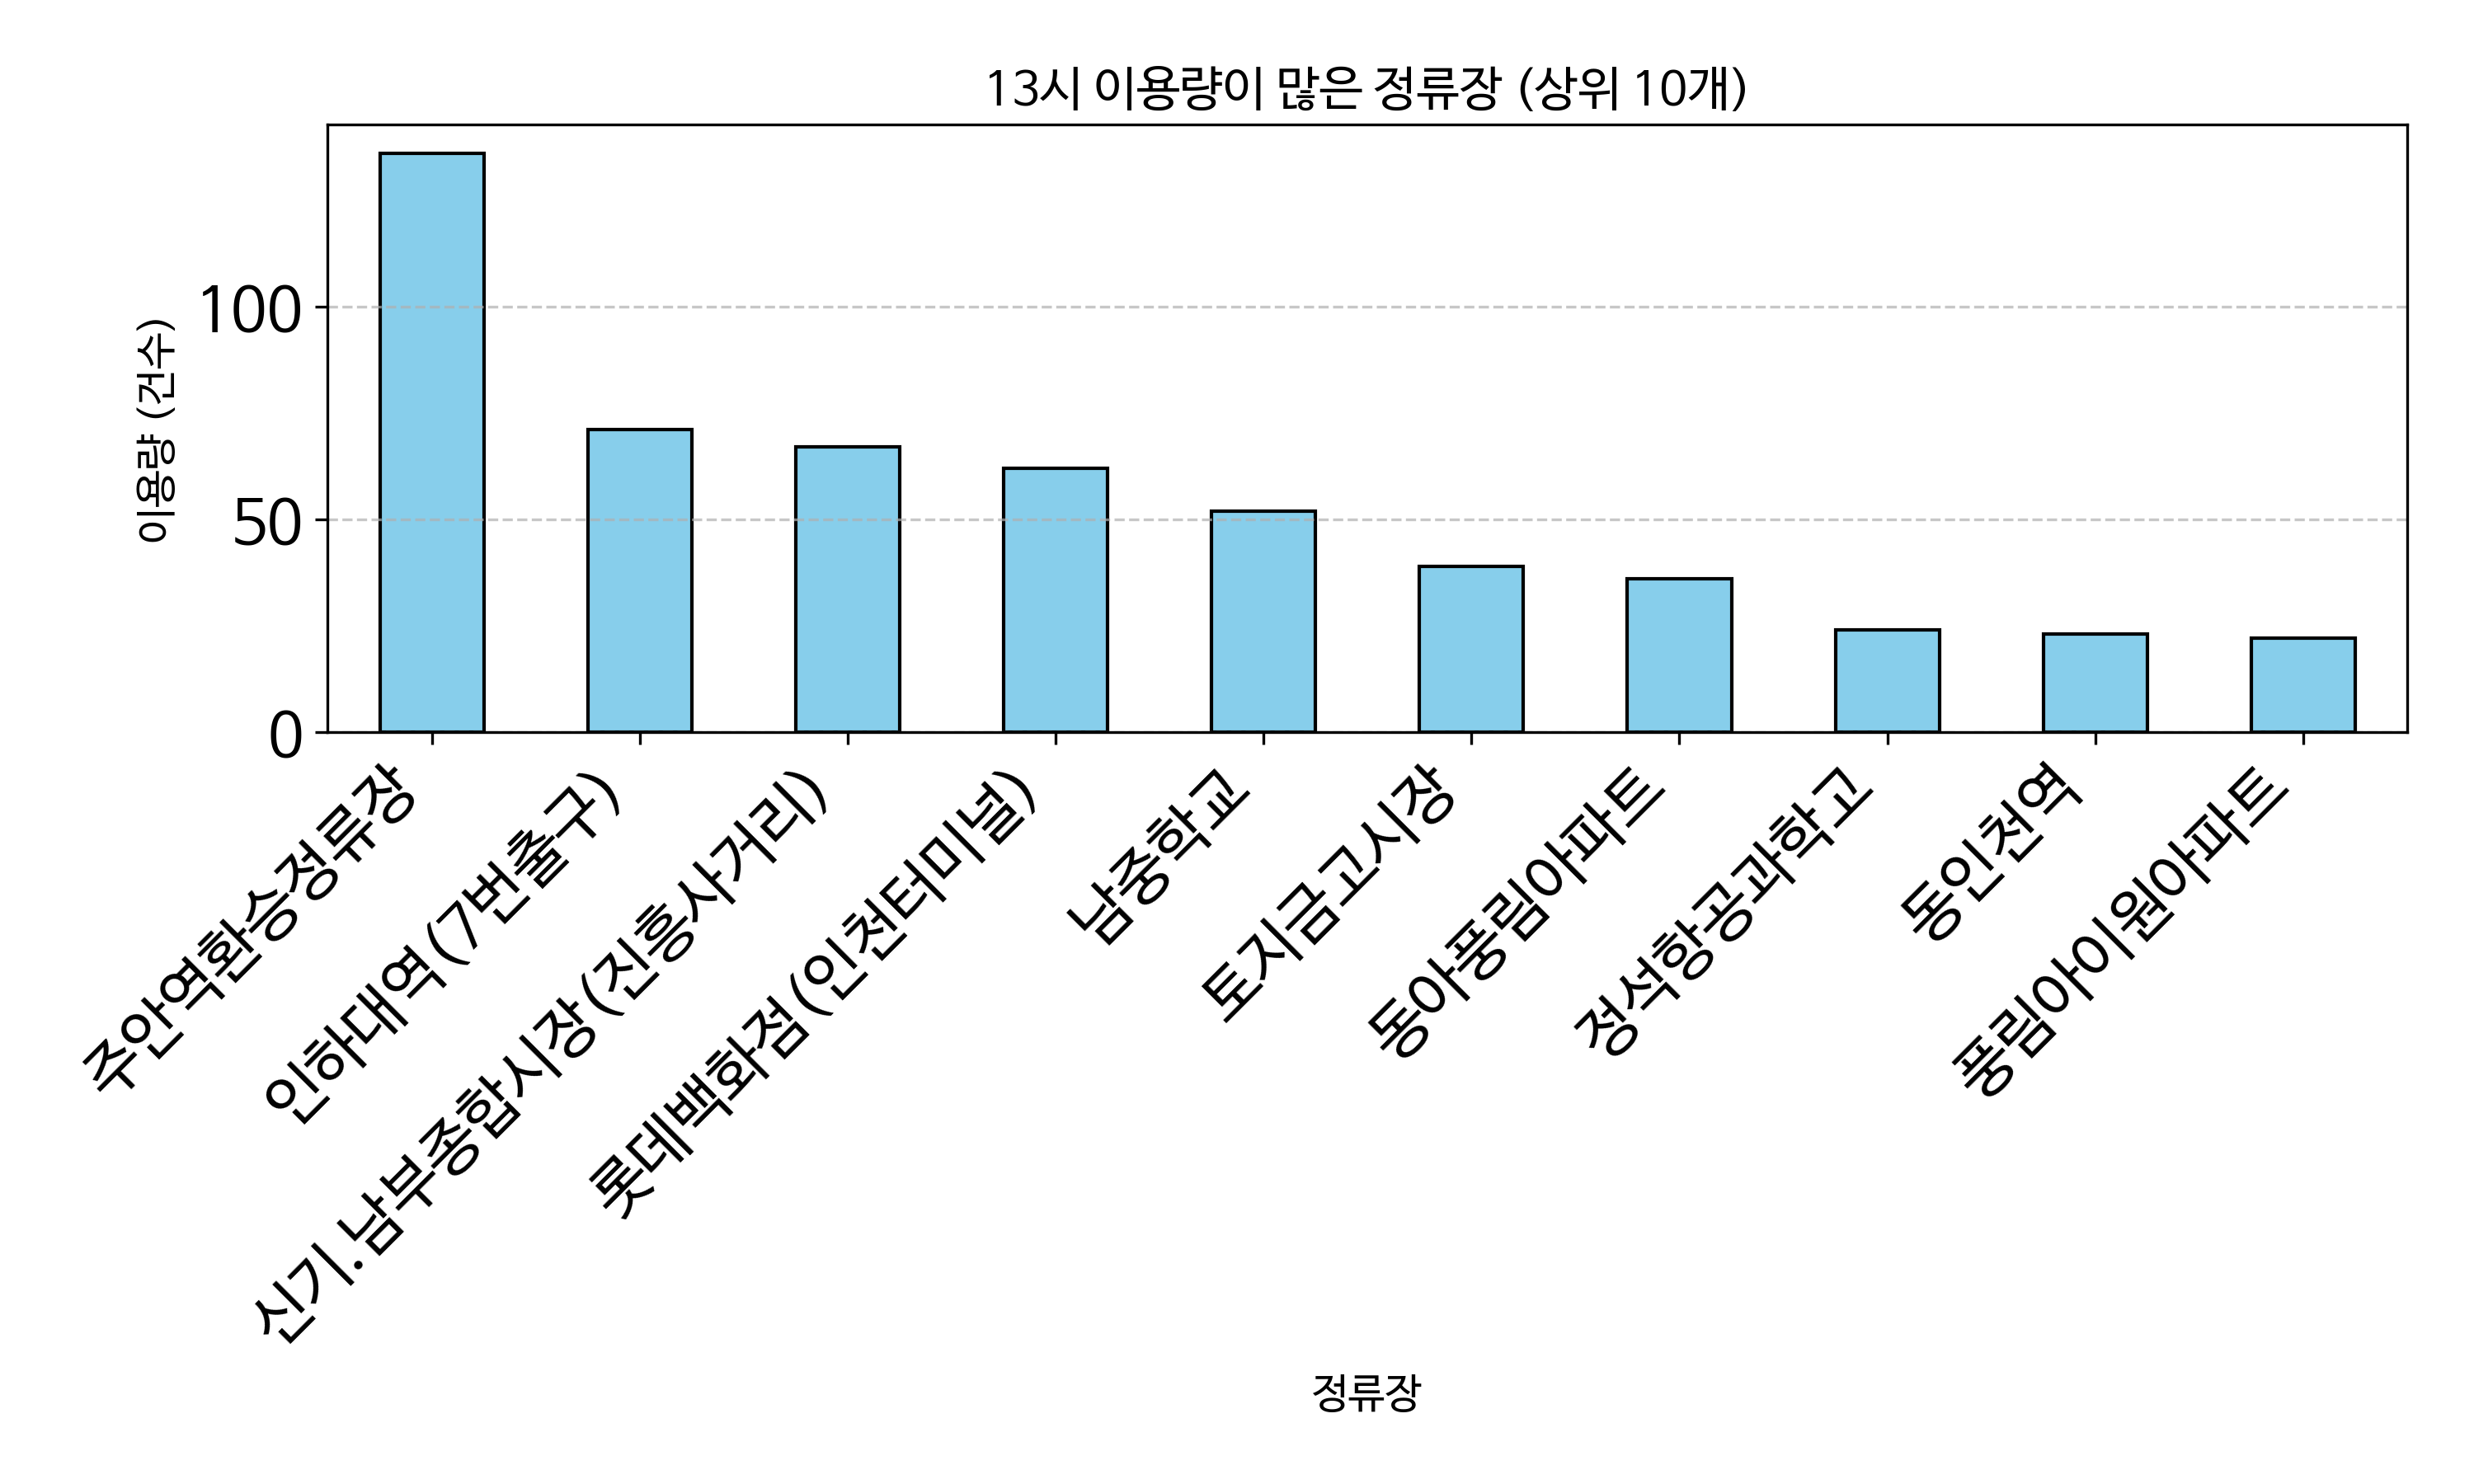 13시 이용량이 많은 정류장 (상위 10개)
이용량 (건수)
100
50
0
주안역환승정류장
인하대역 (7번출구)
신기.남부종합시장(진흥사거리)
롯데백화점 (인천터미널)
남중학교
토지금고시장
동아풍림아파트
정석항공과학고
동인천역
풍림아이원아파트
정류장